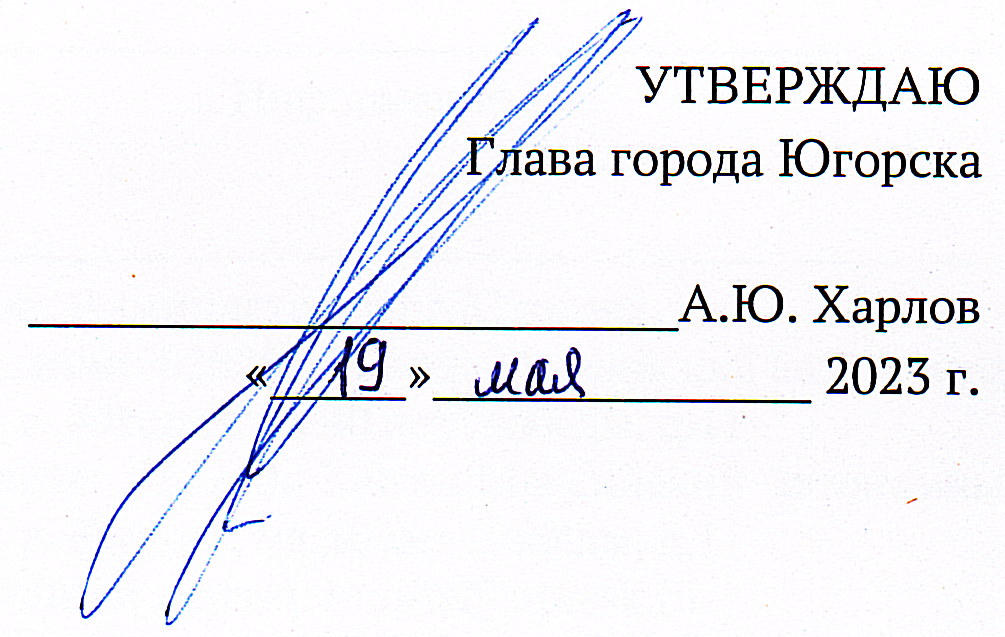 УТВЕРЖДАЮ
Глава города Югорска
А.Ю. Харлов
« 19 » мая 2023 г.